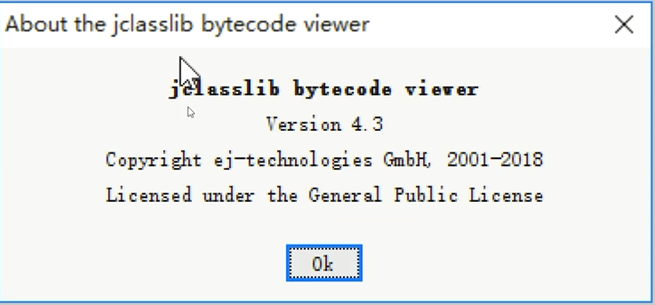 About the jclasslib bytecode viewer
jclasslib bytecode viewer
Version 4.3
Copyright ej-technologies GmbH, 2001-2018
Licensed under the General Public License
Ok